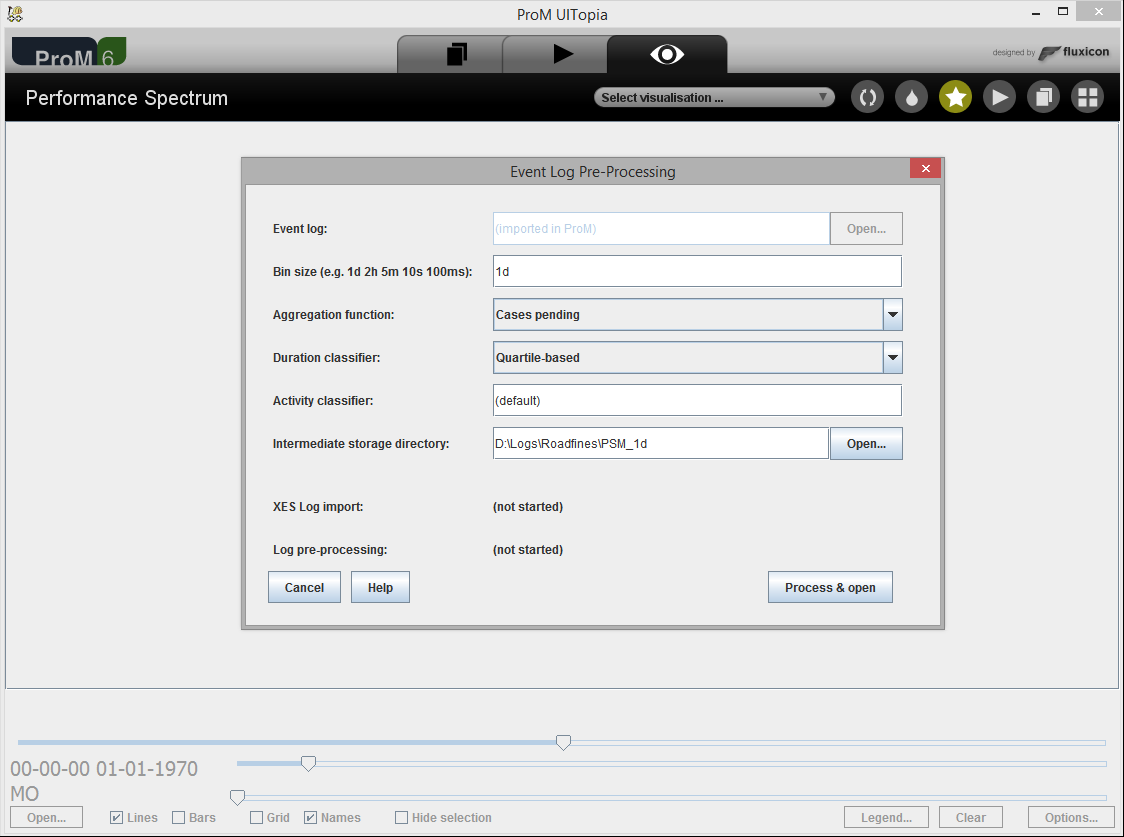 ProM UITopia
ProM 6
designed by fluxicon
Performance Spectrum
Select visualisation ...
Event Log Pre-Processing
Event log: (imported in ProM) Open...
Bin size (e.g. 1d 2h 5m 10s 100ms): 1d
Aggregation function: Cases pending
Duration classifier: Quartile-based
Activity classifier: (default)
Intermediate storage directory: D:\Logs\Roadfines\PSM_1d Open...
XES Log import: (not started)
Log pre-processing: (not started)
Cancel Help Process & open
00-00-00 01-01-1970
MO
Open... Lines Bars Grid Names Hide selection Legend... Clear Options...